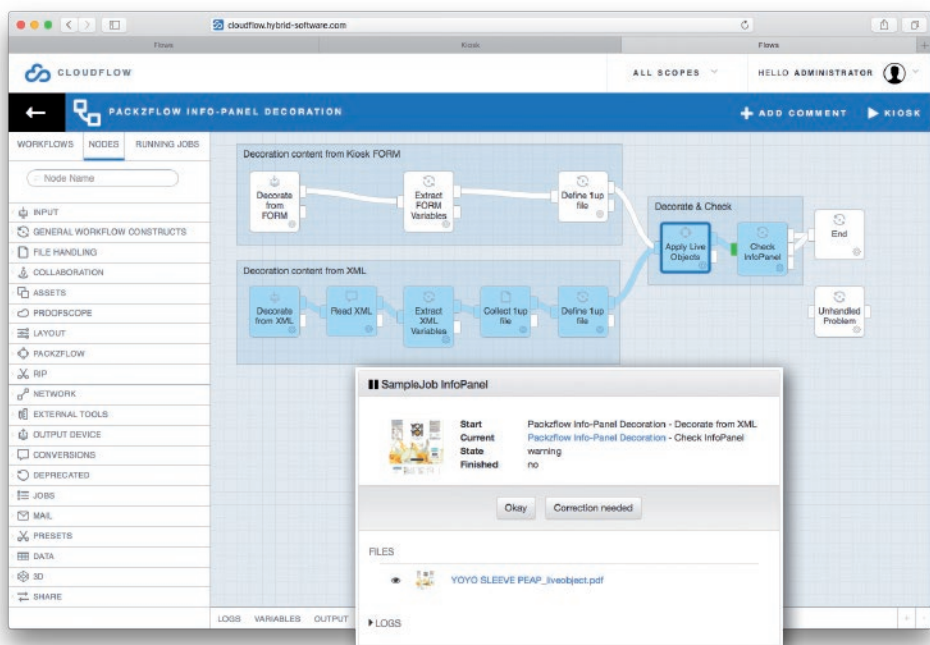 cloudflow.hybrid-software.com
Flows
Kiosk
Flows
CLOUDFLOW
ALL SCOPES
HELLO ADMINISTRATOR
PACKZFLOW INFO-PANEL DECORATION
ADD COMMENT
KIOSK
WORKFLOWS
NODES
RUNNING JOBS
Node Name
INPUT
GENERAL WORKFLOW CONSTRUCTS
FILE HANDLING
COLLABORATION
ASSETS
PROOFSCOPE
LAYOUT
PACKZFLOW
RIP
NETWORK
EXTERNAL TOOLS
OUTPUT DEVICE
CONVERSIONS
DEPRECATED
JOBS
MAIL
PRESETS
DATA
3D
SHARE
Decoration content from Kiosk FORM
Decorate
from
FORM
Extract
FORM
Variables
Define 1up
file
Decoration content from XML
Decorate
from XML
Read XML
Extract
XML
Variables
Collect 1up
file
Define 1up
file
Decorate & Check
Apply Live
Objects
Check
InfoPanel
End
Unhandled
Problem
LOGS
VARIABLES
OUTPUT
SampleJob InfoPanel
Start Packzflow Info-Panel Decoration - Decorate from XML
Current Packzflow Info-Panel Decoration - Check InfoPanel
State warning
Finished no
Okay
Correction needed
FILES
YOYO SLEEVE PEAP_liveobject.pdf
LOGS